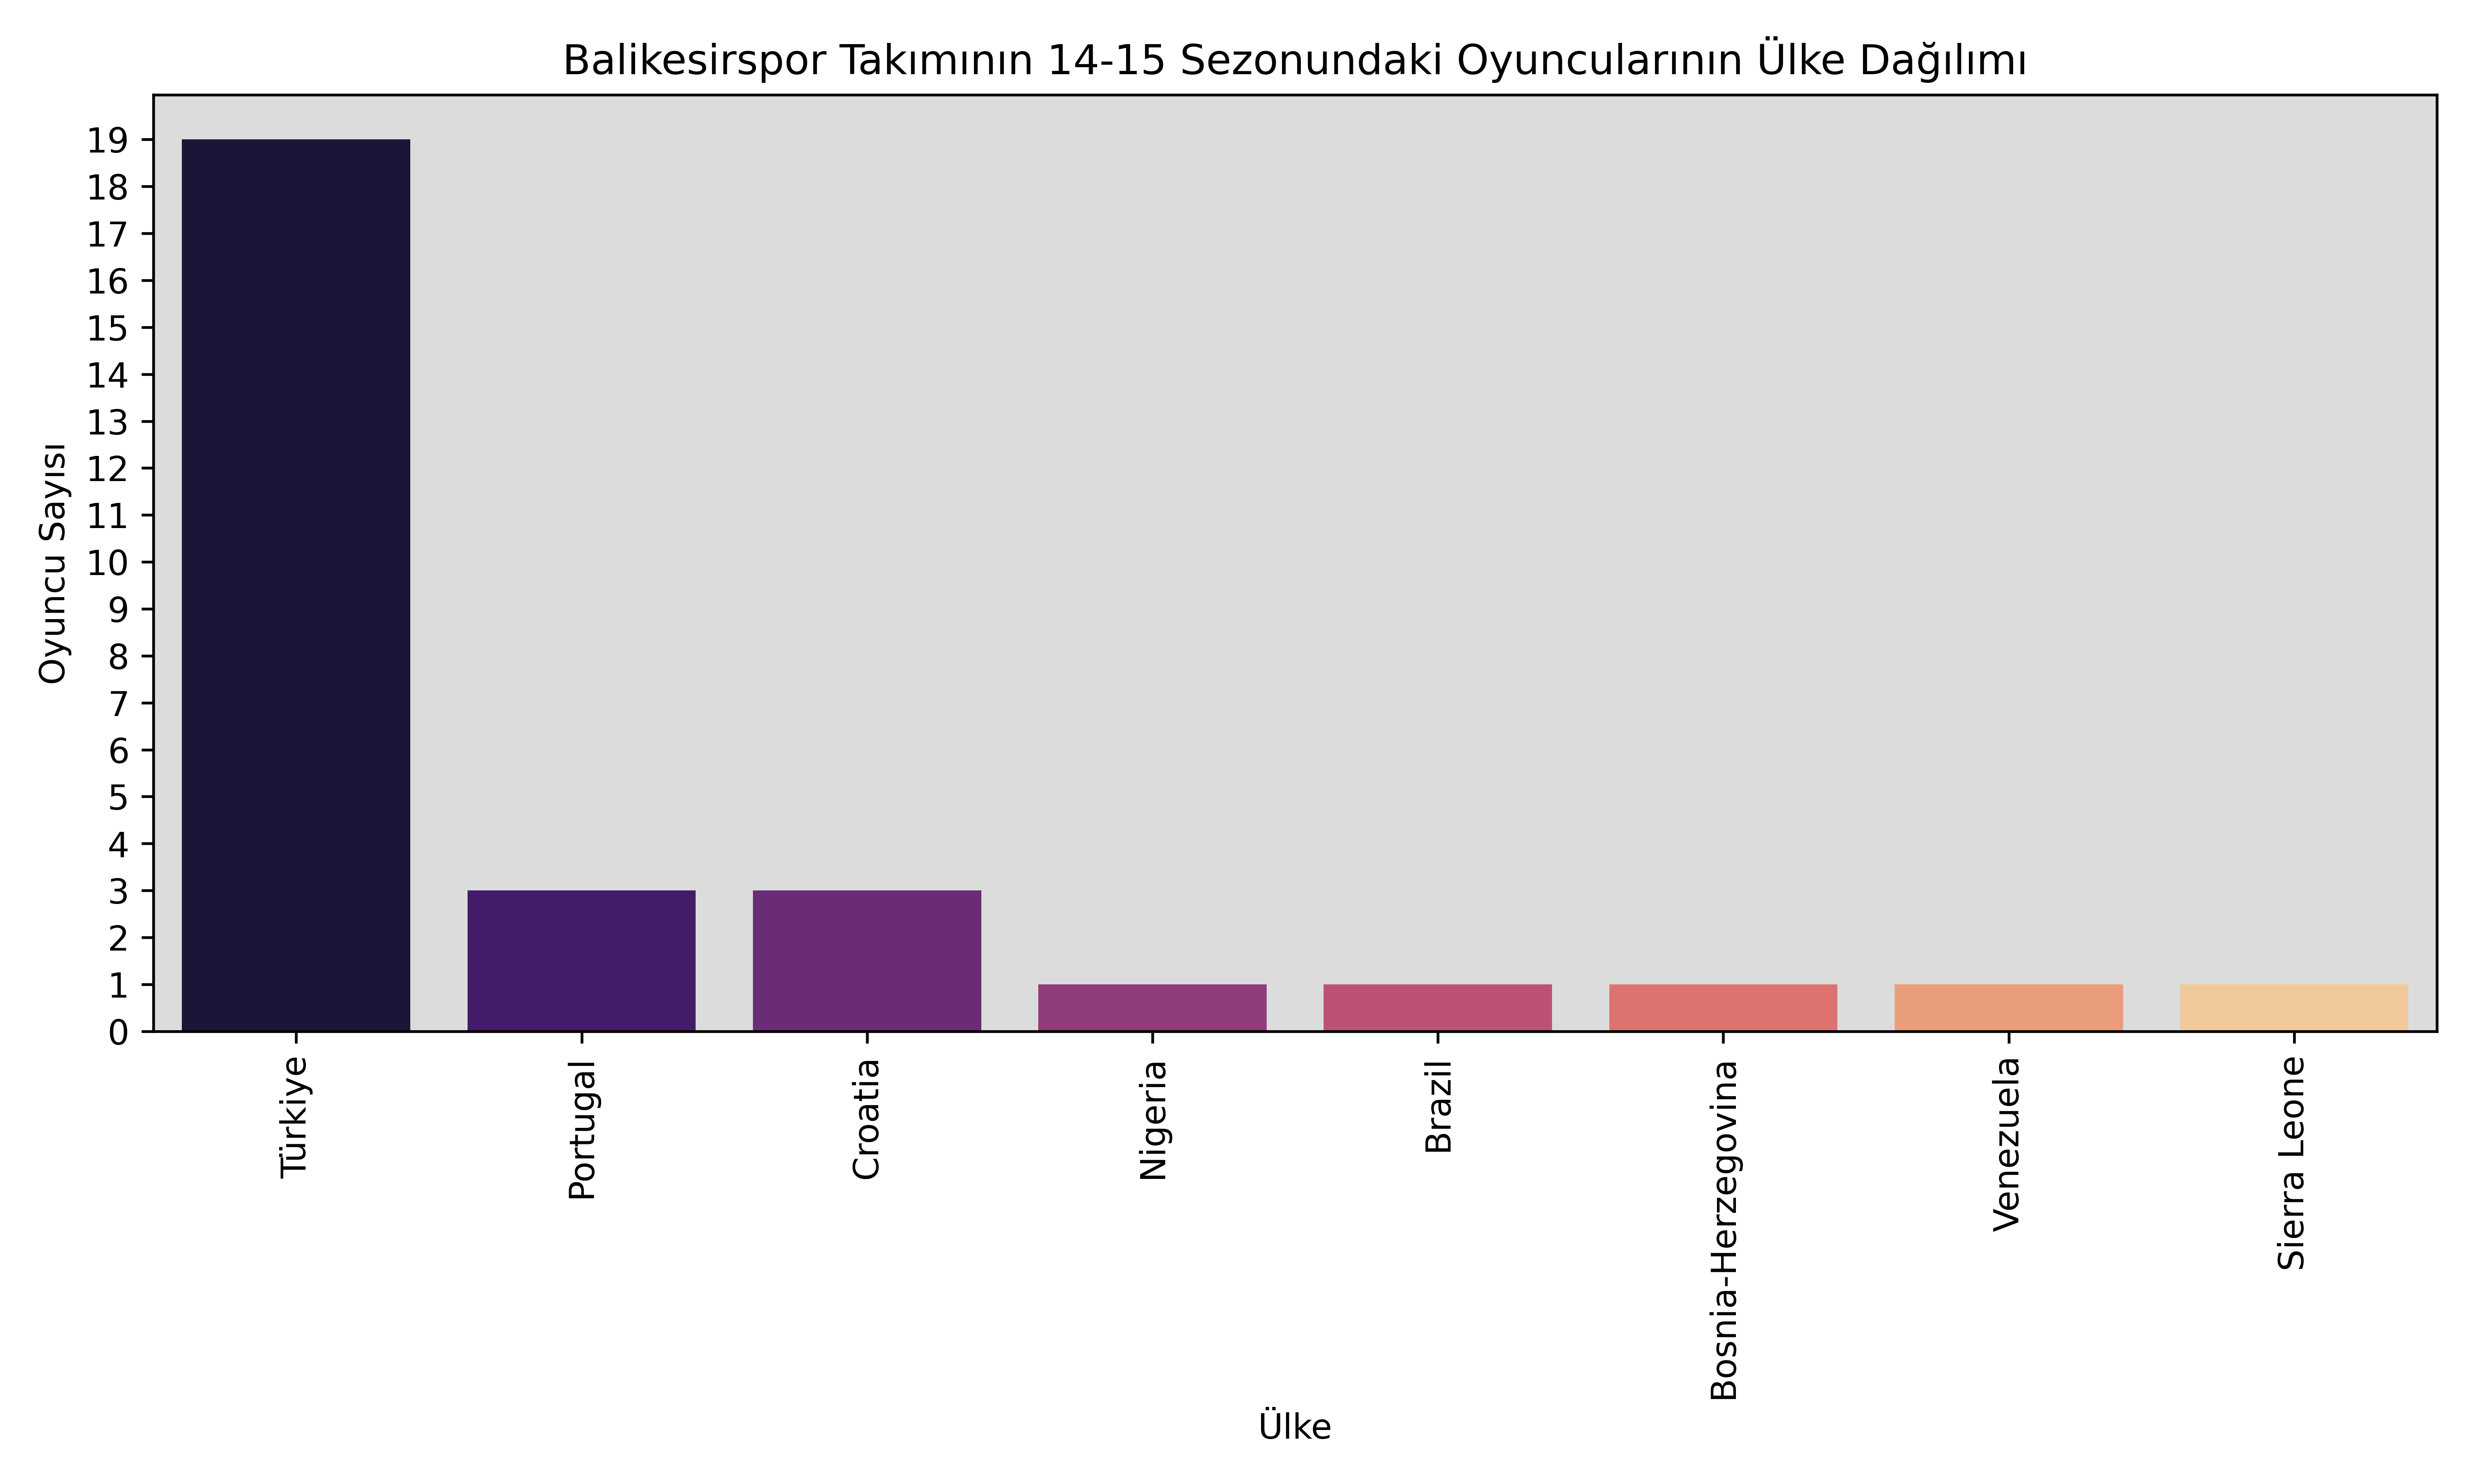 Balikesirspor Takımının 14-15 Sezonundaki Oyuncularının Ülke Dağılımı
Oyuncu Sayısı
19
18
17
16
15
14
13
12
11
10
9
8
7
6
5
4
3
2
1
0
Türkiye
Portugal
Croatia
Nigeria
Brazil
Bosnia-Herzegovina
Venezuela
Sierra Leone
Ülke